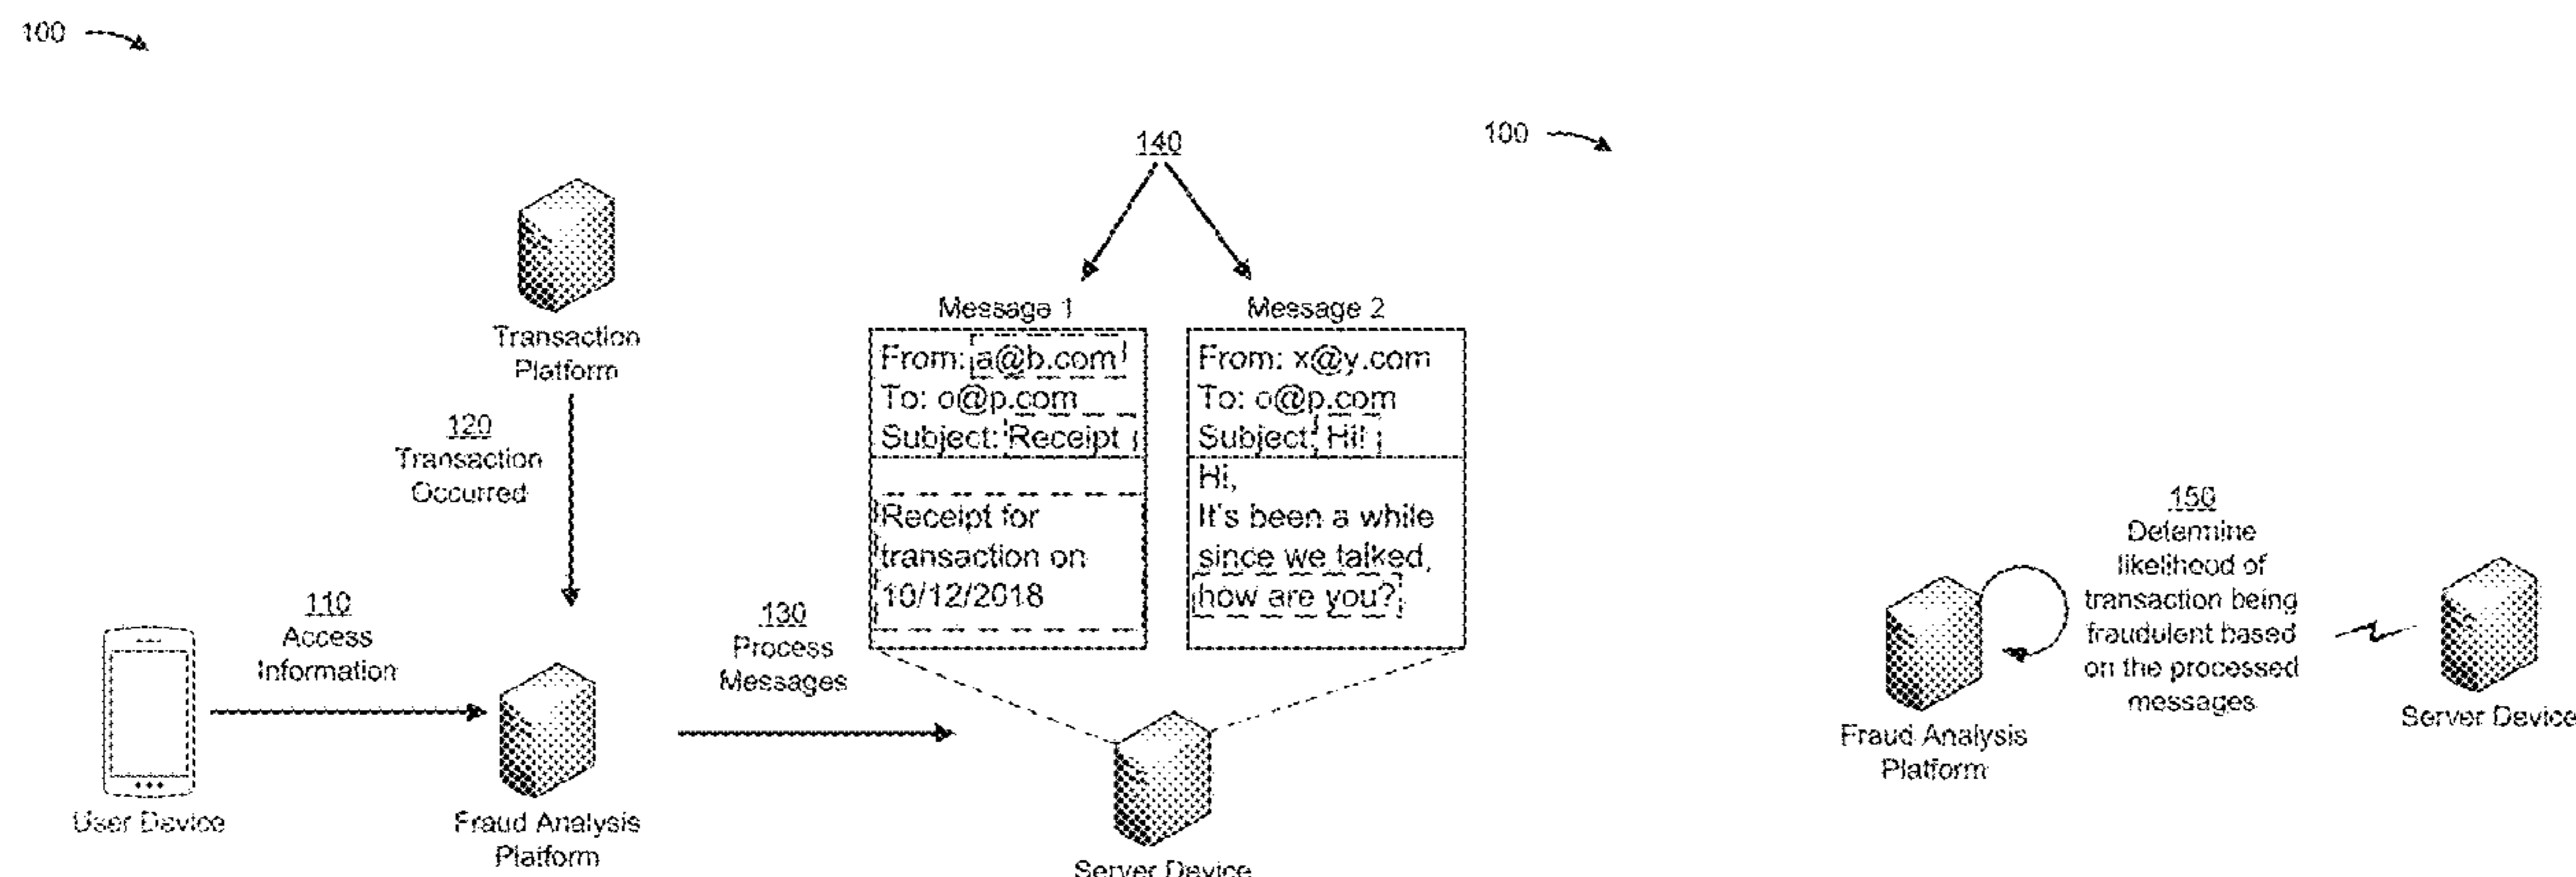 100
Transaction
Platform
120
Transaction
Occurred
110
Access
Information
User Device
Fraud Analysis
Platform
130
Process
Messages
140
Message 1
From: a@b.com
To: o@p.com
Subject: Receipt
Receipt for
transaction on
10/12/2018
Message 2
From: x@y.com
To: o@p.com
Subject: Hi!
Hi,
It's been a while
since we talked,
how are you?
Server Device
100
150
Determine
likelihood of
transaction being
fraudulent based
on the processed
messages
Fraud Analysis
Platform
Server Device